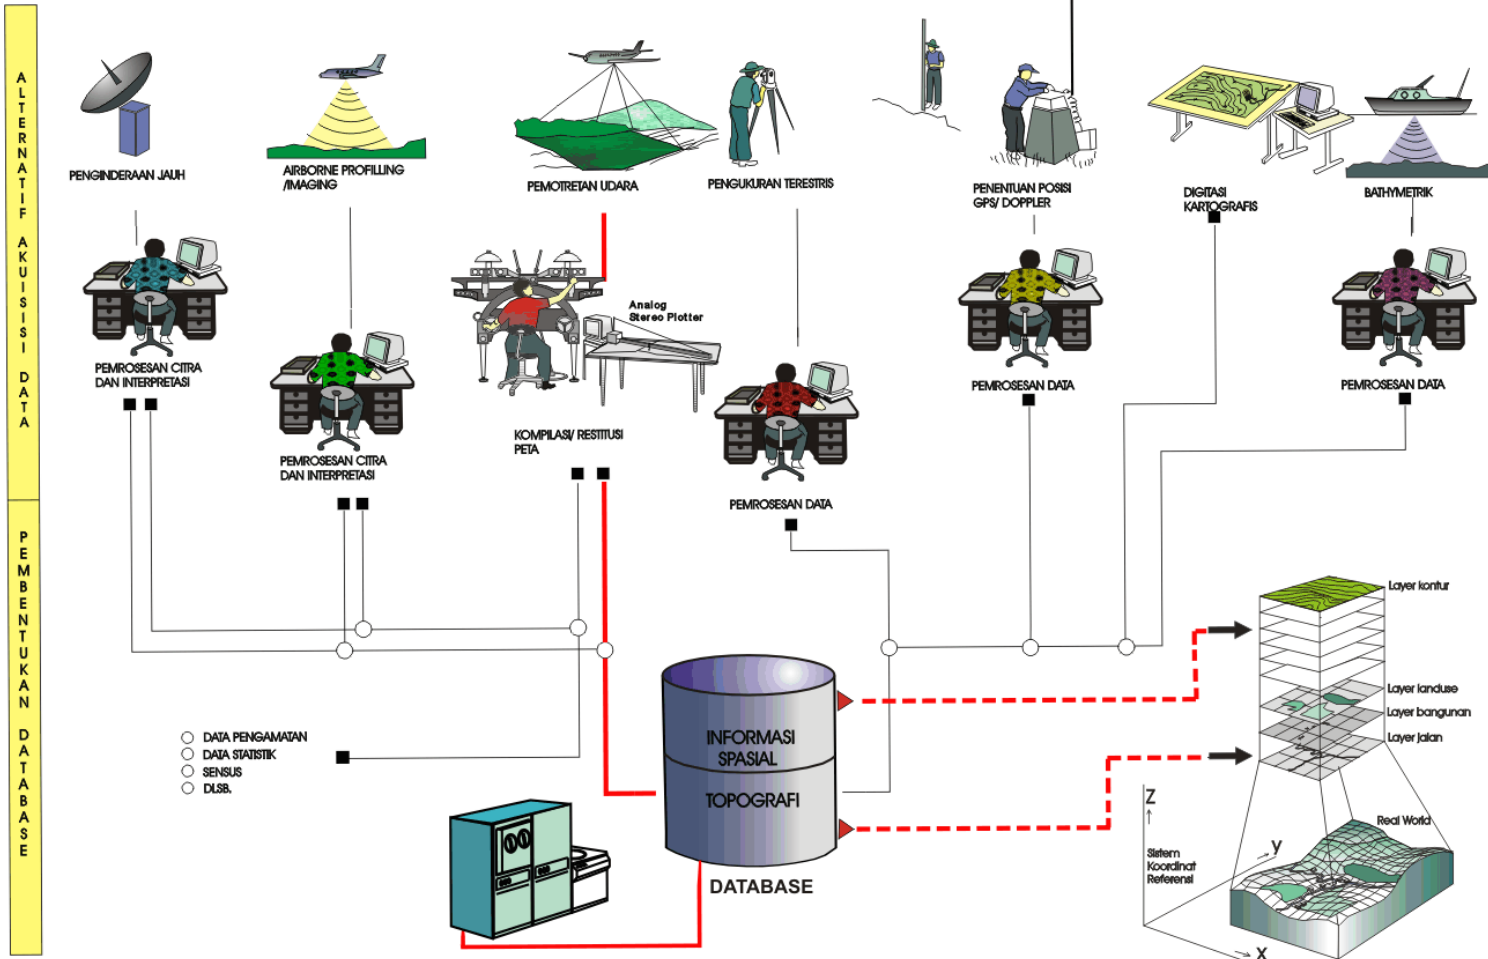 ALTERNATIF AKUISISI DATA
PENGINDERAAN JAUH
AIRBORNE PROFILLING
/IMAGING
PEMOTRETAN UDARA
PENGUKURAN TERESTRIS
PENENTUAN POSISI
GPS/ DOPPLER
DIGITASI
KARTOGRAFIS
BATHYMETRIK
Analog
Stereo Plotter
PEMROSESAN CITRA
DAN INTERPRETASI
PEMROSESAN CITRA
DAN INTERPRETASI
KOMPILASI/ RESTITUSI
PETA
PEMROSESAN DATA
PEMROSESAN DATA
PEMROSESAN DATA
PEMBENTUKAN DATABASE
DATA PENGAMATAN
DATA STATISTIK
SENSUS
DLSB.
INFORMASI
SPASIAL
TOPOGRAFI
DATABASE
Layer kontur
Layer landuse
Layer bangunan
Layer jalan
Real World
Z
Sistem
Koordinat
Referensi
y
X